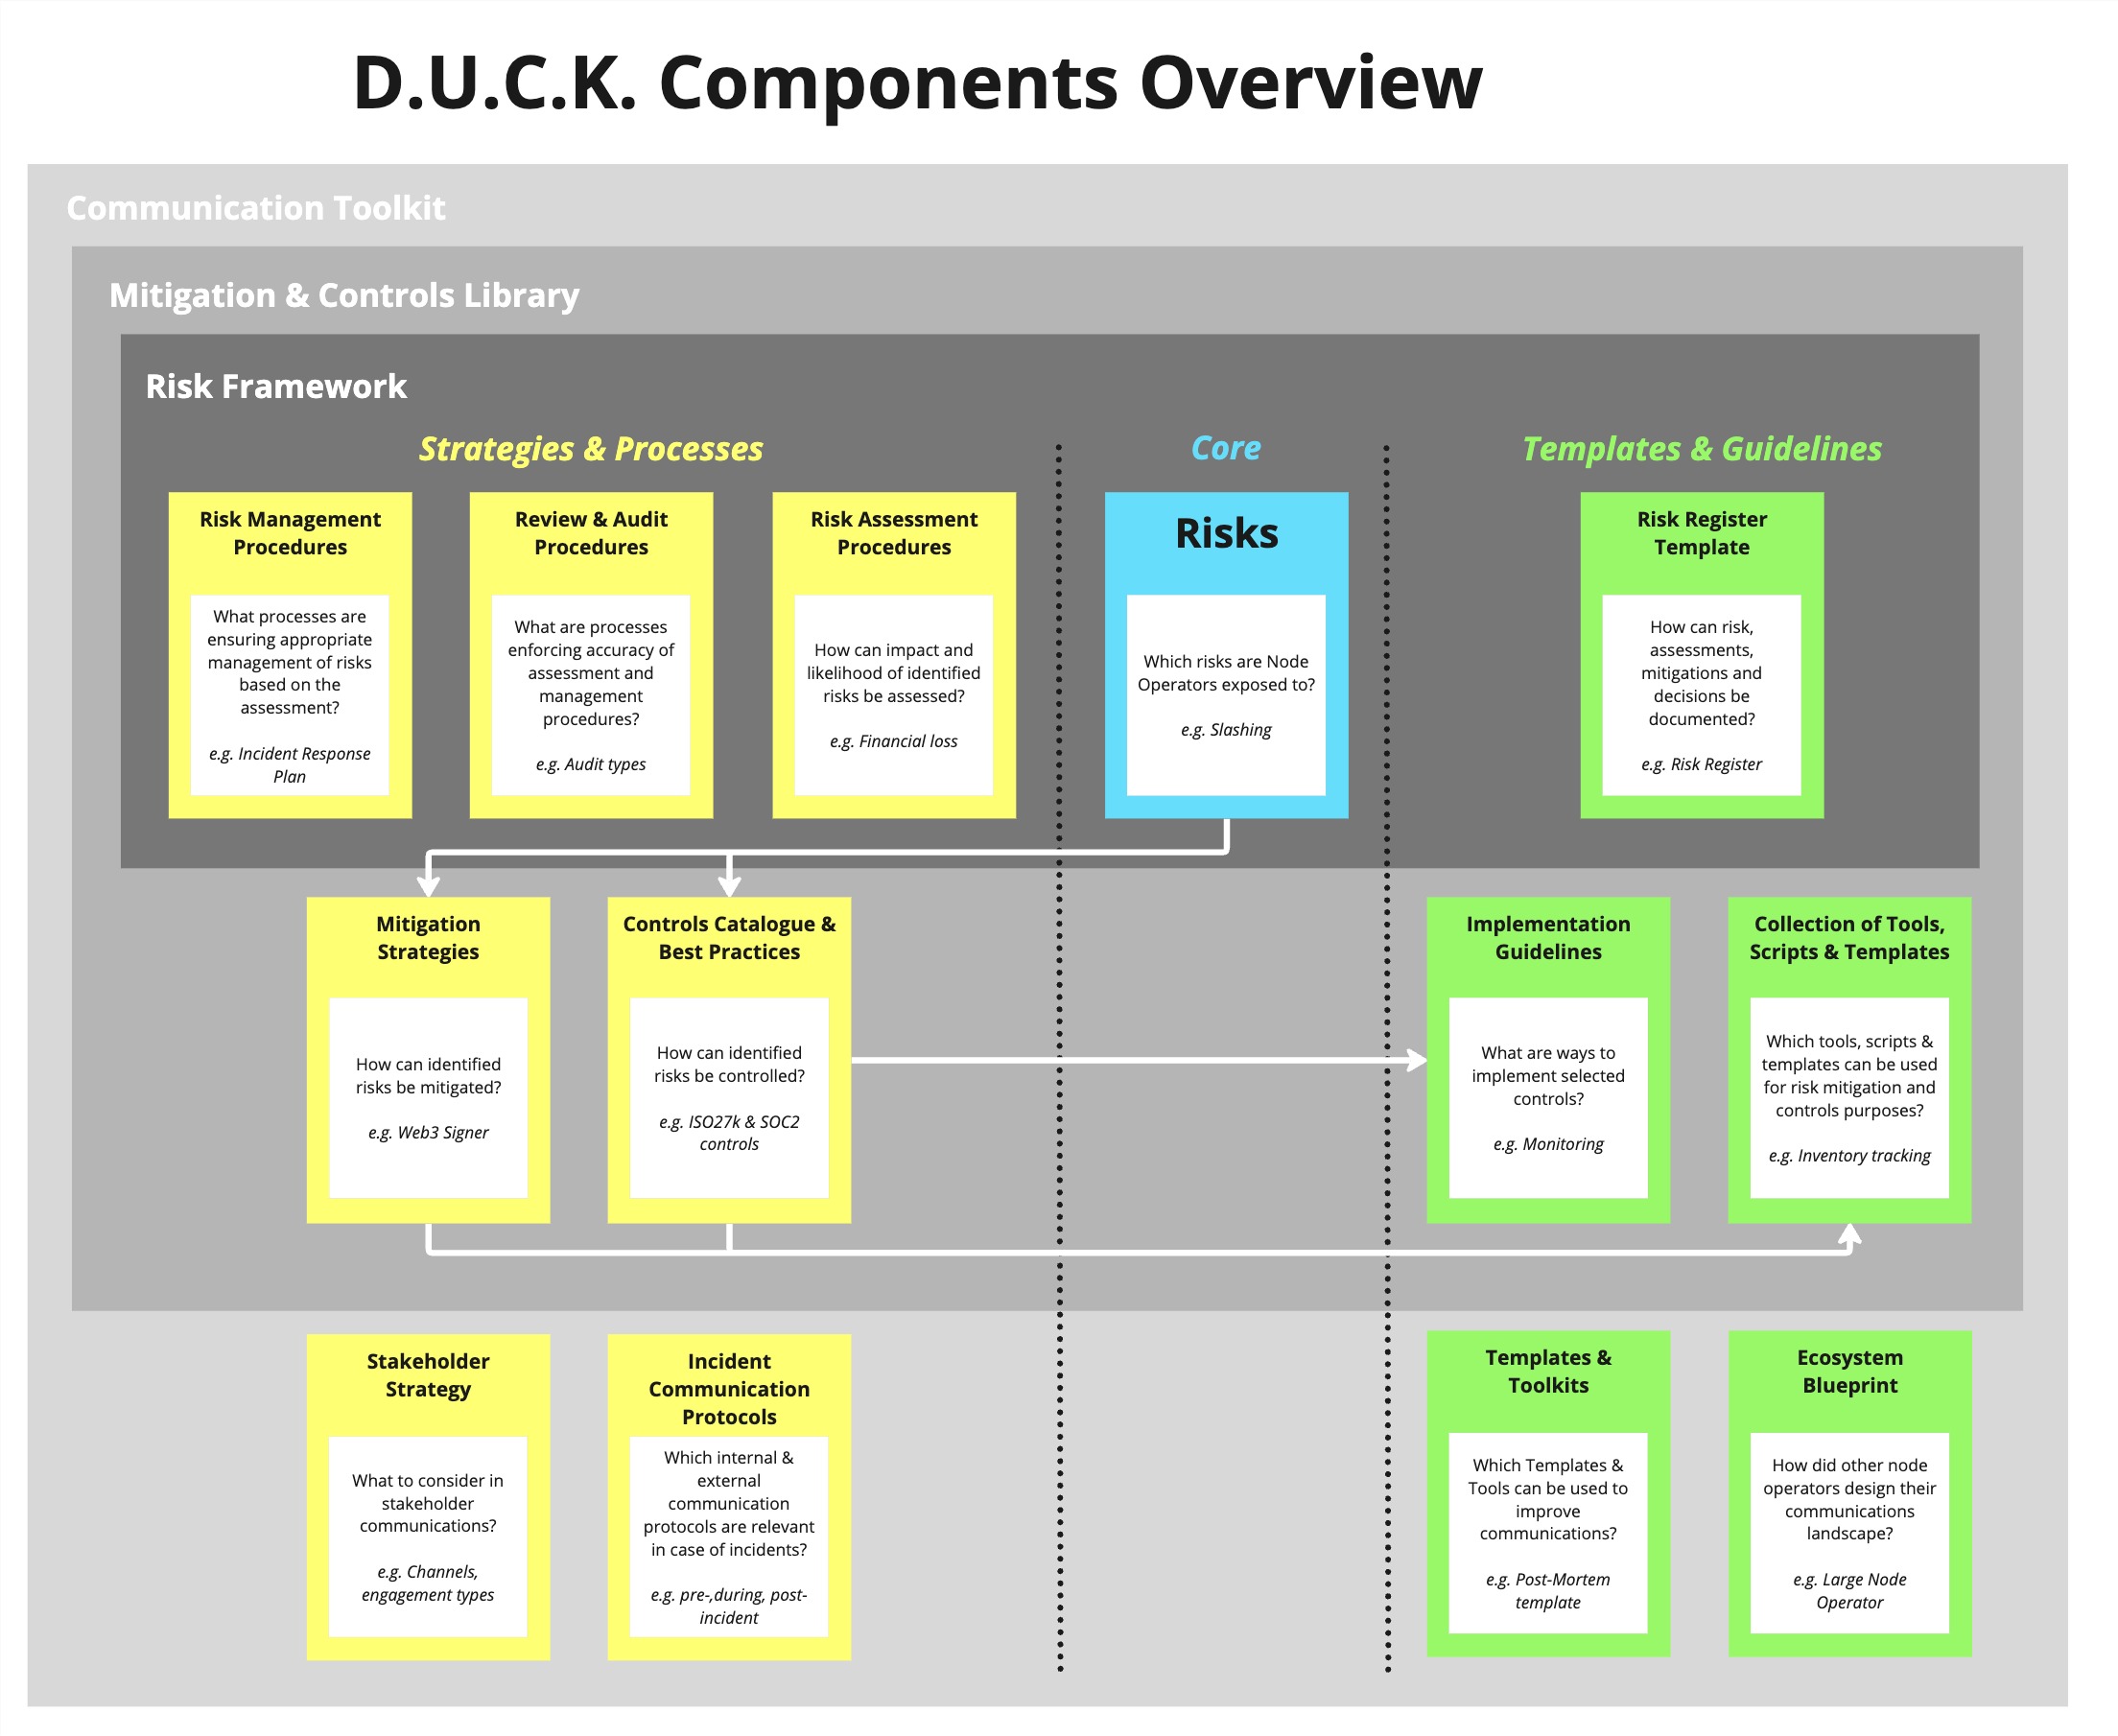 D.U.C.K. Components Overview
Communication Toolkit
Mitigation & Controls Library
Risk Framework
Strategies & Processes
Core
Templates & Guidelines
Risk Management
Procedures
What processes are
ensuring appropriate
management of risks
based on the
assessment?
e.g. Incident Response
Plan
Review & Audit
Procedures
What are processes
enforcing accuracy of
assessment and
management
procedures?
e.g. Audit types
Risk Assessment
Procedures
How can impact and
likelihood of identified
risks be assessed?
e.g. Financial loss
Risks
Which risks are Node
Operators exposed to?
e.g. Slashing
Risk Register
Template
How can risk,
assessments,
mitigations and
decisions be
documented?
e.g. Risk Register
Mitigation
Strategies
How can identified
risks be mitigated?
e.g. Web3 Signer
Controls Catalogue &
Best Practices
How can identified
risks be controlled?
e.g. ISO27k & SOC2
controls
Implementation
Guidelines
What are ways to
implement selected
controls?
e.g. Monitoring
Collection of Tools,
Scripts & Templates
Which tools, scripts &
templates can be used
for risk mitigation and
controls purposes?
e.g. Inventory tracking
Stakeholder
Strategy
What to consider in
stakeholder
communications?
e.g. Channels,
engagement types
Incident
Communication
Protocols
Which internal &
external
communication
protocols are relevant
in case of incidents?
e.g. pre-,during, post-
incident
Templates &
Toolkits
Which Templates &
Tools can be used to
improve
communications?
e.g. Post-Mortem
template
Ecosystem
Blueprint
How did other node
operators design their
communications
landscape?
e.g. Large Node
Operator